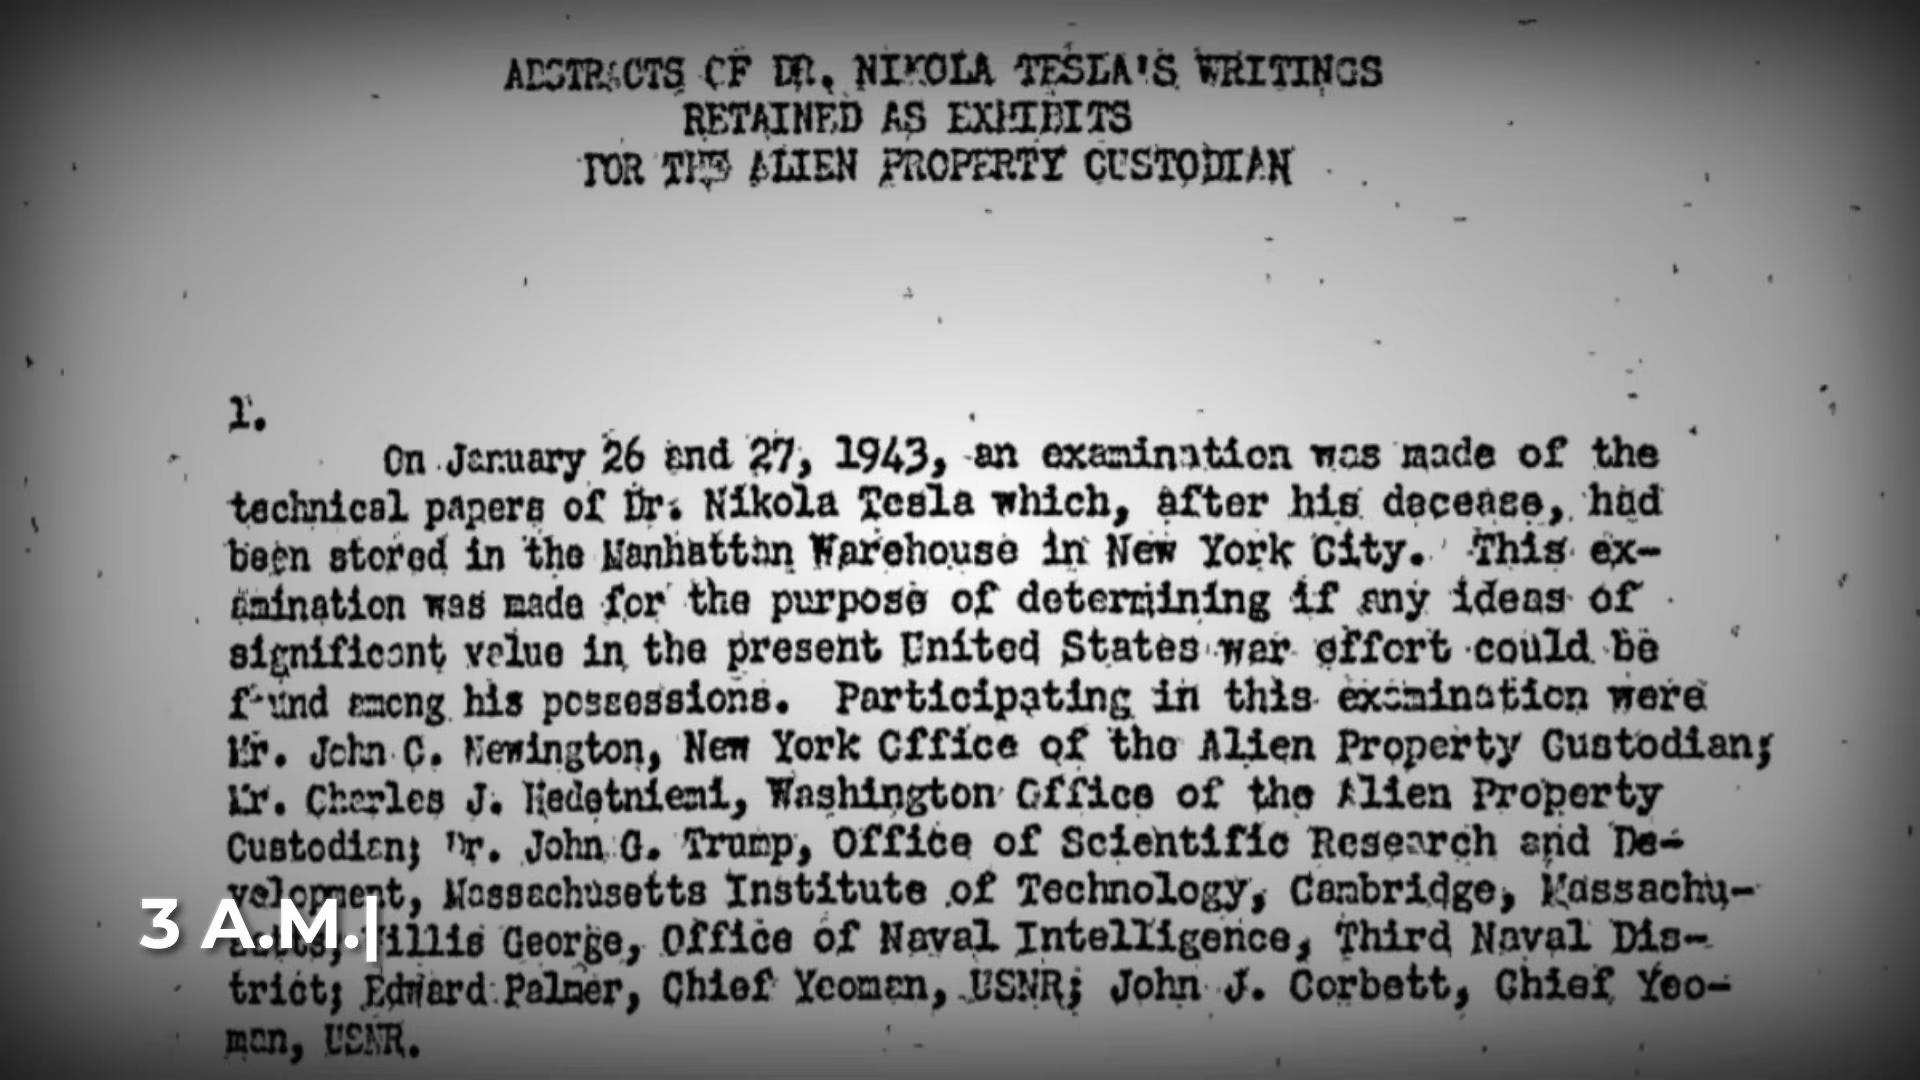 ABSTRACTS OF DR. NIKOLA TESLA'S WRITINGS
RETAINED AS EXHIBITS
FOR THE ALIEN PROPERTY CUSTODIAN
1.
On January 26 and 27, 1943, an examination was made of the
technical papers of Dr. Nikola Tesla which, after his decease, had
been stored in the Manhattan Warehouse in New York City. This ex-
amination was made for the purpose of determining if any ideas of
significant value in the present United States war effort could be
found among his possessions. Participating in this examination were
Mr. John C. Newington, New York Office of the Alien Property Custodian;
Mr. Charles J. Hedetniemi, Washington Office of the Alien Property
Custodian; Dr. John G. Trump, Office of Scientific Research and De-
velopment, Massachusetts Institute of Technology, Cambridge, Massachu-
setts; Willis George, Office of Naval Intelligence, Third Naval Dis-
trict; Edward Palmer, Chief Yeoman, USNR; John J. Corbett, Chief Yeo-
man, USNR.
3 A.M.|